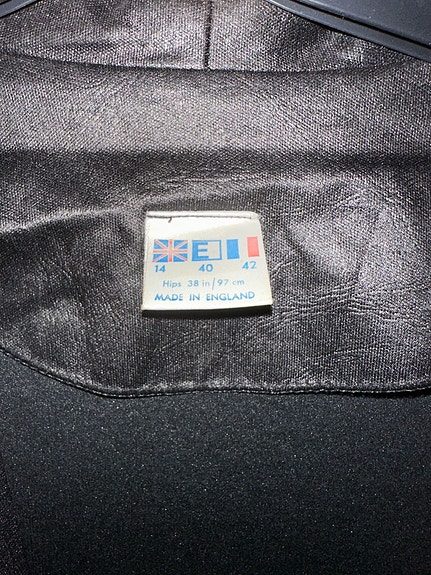 E
14 40 42
Hips 38 in/97 cm
MADE IN ENGLAND